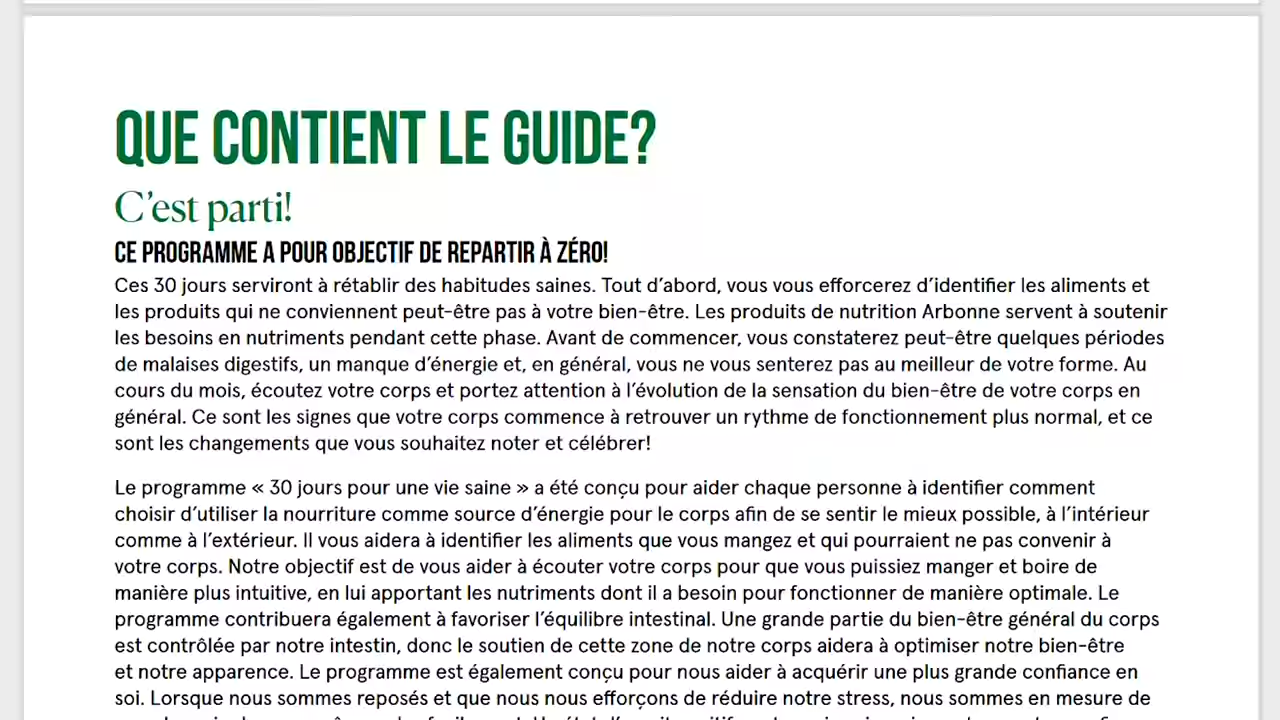 QUE CONTIENT LE GUIDE?
C’est parti!
CE PROGRAMME A POUR OBJECTIF DE REPARTIR À ZÉRO!
Ces 30 jours serviront à rétablir des habitudes saines. Tout d’abord, vous vous efforcerez d’identifier les aliments et
les produits qui ne conviennent peut-être pas à votre bien-être. Les produits de nutrition Arbonne servent à soutenir
les besoins en nutriments pendant cette phase. Avant de commencer, vous constaterez peut-être quelques périodes
de malaises digestifs, un manque d’énergie et, en général, vous ne vous senterez pas au meilleur de votre forme. Au
cours du mois, écoutez votre corps et portez attention à l’évolution de la sensation du bien-être de votre corps en
général. Ce sont les signes que votre corps commence à retrouver un rythme de fonctionnement plus normal, et ce
sont les changements que vous souhaitez noter et célébrer!
Le programme « 30 jours pour une vie saine » a été conçu pour aider chaque personne à identifier comment
choisir d’utiliser la nourriture comme source d’énergie pour le corps afin de se sentir le mieux possible, à l’intérieur
comme à l’extérieur. Il vous aidera à identifier les aliments que vous mangez et qui pourraient ne pas convenir à
votre corps. Notre objectif est de vous aider à écouter votre corps pour que vous puissiez manger et boire de
manière plus intuitive, en lui apportant les nutriments dont il a besoin pour fonctionner de manière optimale. Le
programme contribuera également à favoriser l’équilibre intestinal. Une grande partie du bien-être général du corps
est contrôlée par notre intestin, donc le soutien de cette zone de notre corps aidera à optimiser notre bien-être
et notre apparence. Le programme est également conçu pour nous aider à acquérir une plus grande confiance en
soi. Lorsque nous sommes reposés et que nous nous efforçons de réduire notre stress, nous sommes en mesure de